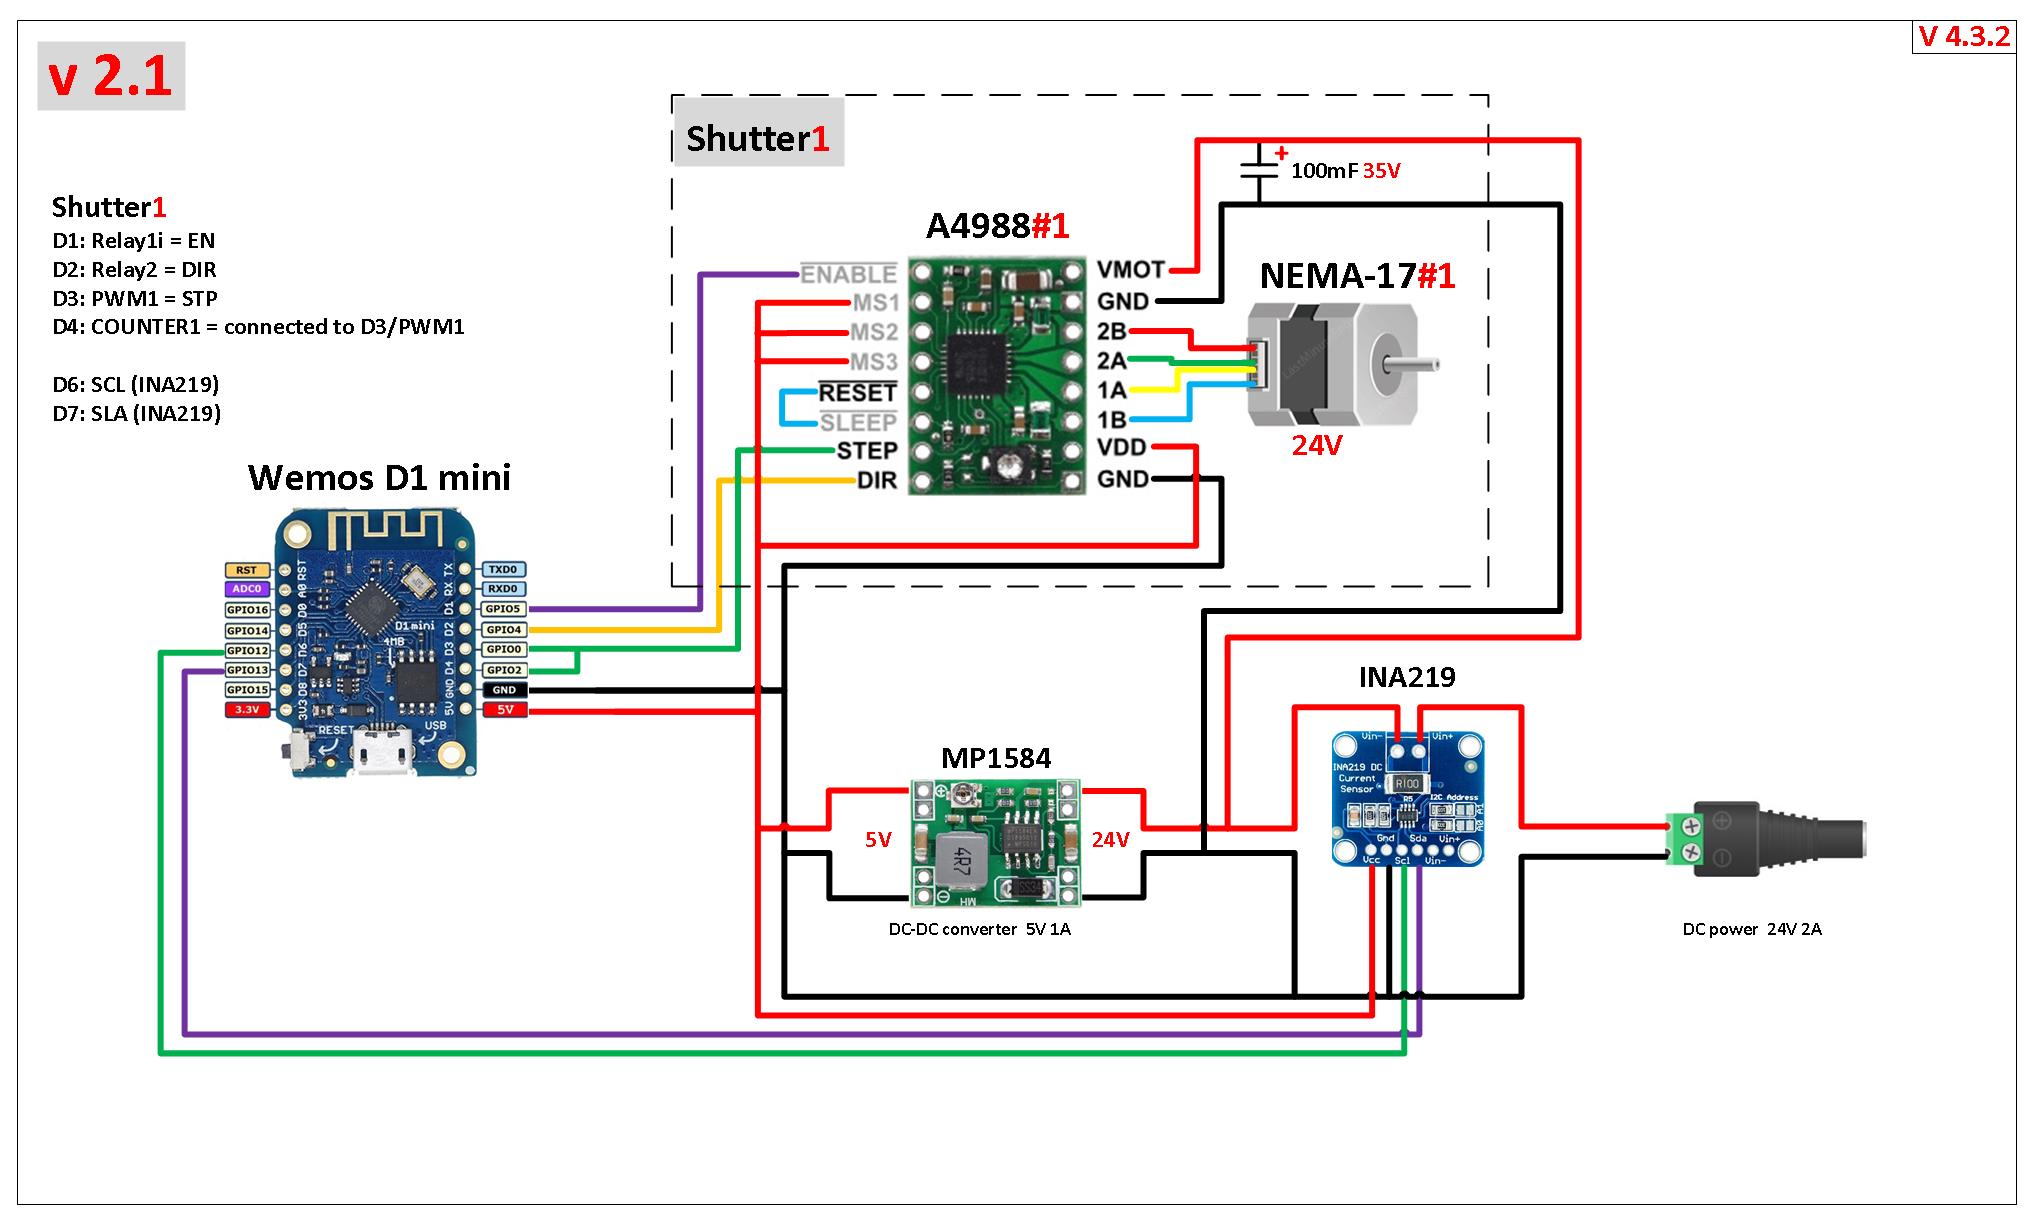 V 4.3.2
v 2.1
Shutter1
100mF 35V
Shutter1
D1: Relay1i = EN
D2: Relay2 = DIR
D3: PWM1 = STP
D4: COUNTER1 = connected to D3/PWM1
D6: SCL (INA219)
D7: SLA (INA219)
A4988#1
ENABLE
MS1
MS2
MS3
RESET
SLEEP
STEP
DIR
VMOT
GND
2B
2A
1A
1B
VDD
GND
NEMA-17#1
24V
Wemos D1 mini
RST
ADC0
GPIO16
GPIO14
GPIO12
GPIO13
GPIO15
3.3V
RST
A0
D0
D5
D6
D7
D8
3V3
TX
RX
D1
D2
D3
D4
GND
5V
TXD0
RXD0
GPIO5
GPIO4
GPIO0
GPIO2
GND
5V
D1 mini
4MB
RESET
USB
MP1584
5V
24V
4R7
MH
DC-DC converter 5V 1A
INA219
Vin-
Vin+
INA219 DC
Current
Sensor
R100
R5
I2C Address
A1
A0
Gnd
Sda
Vin+
Vcc
Scl
Vin-
DC power 24V 2A